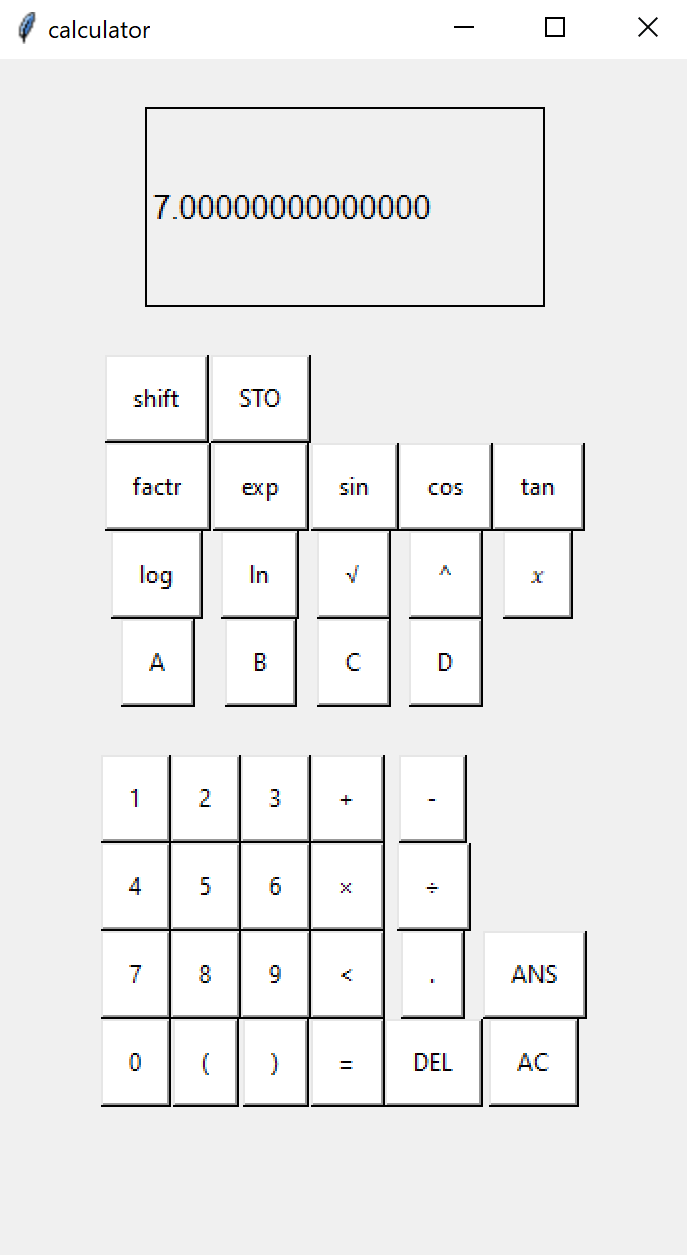 calculator
7.00000000000000
shift STO
factr exp sin cos tan
log ln √ ^ x
A B C D
1 2 3 + -
4 5 6 × ÷
7 8 9 < . ANS
0 ( ) = DEL AC